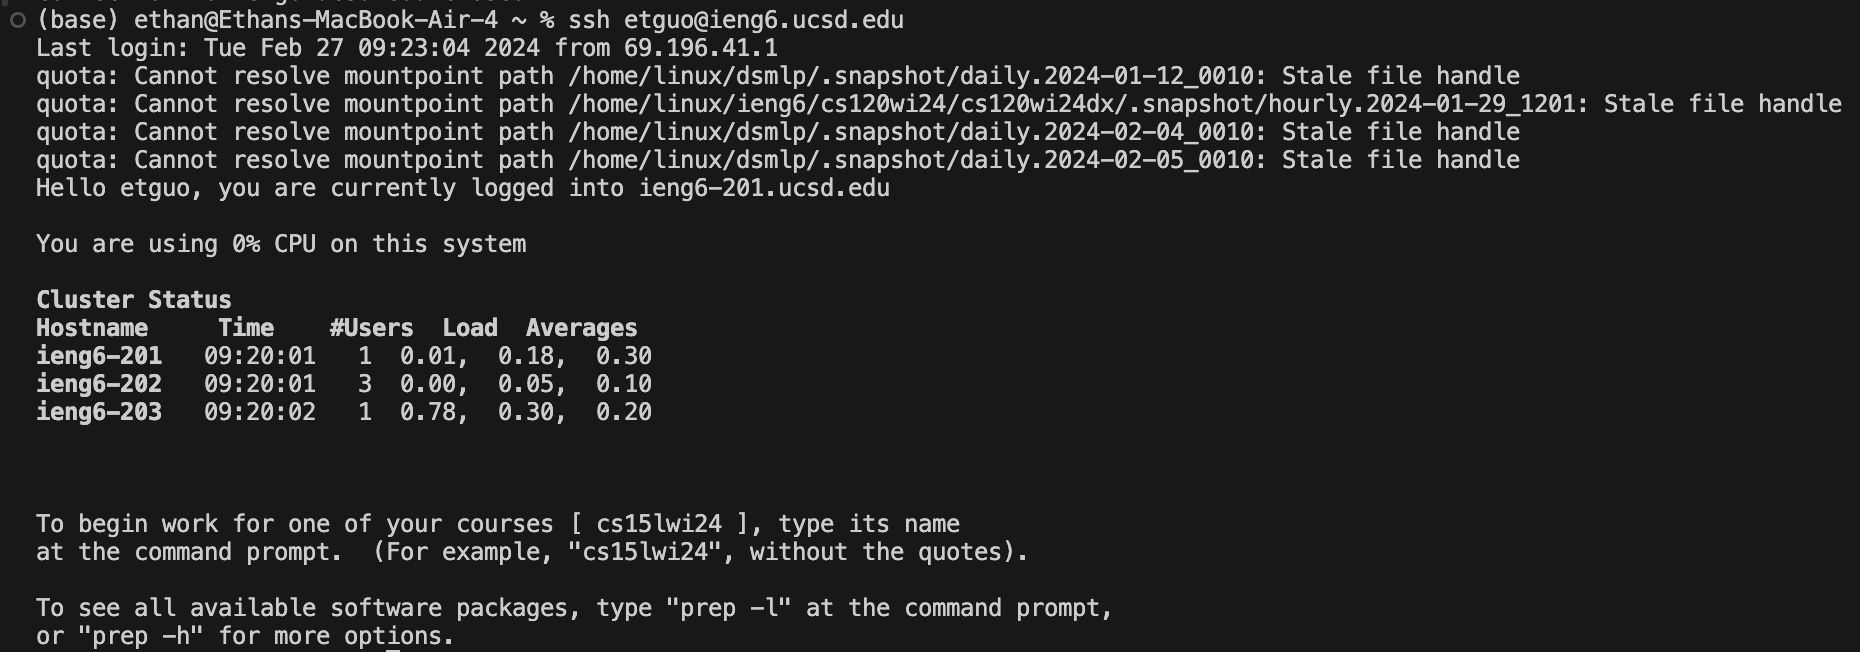 (base) ethan@Ethans-MacBook-Air-4 ~ % ssh etguo@ieng6.ucsd.edu
Last login: Tue Feb 27 09:23:04 2024 from 69.196.41.1
quota: Cannot resolve mountpoint path /home/linux/dsmlp/.snapshot/daily.2024-01-12_0010: Stale file handle
quota: Cannot resolve mountpoint path /home/linux/ieng6/cs120wi24/cs120wi24dx/.snapshot/hourly.2024-01-29_1201: Stale file handle
quota: Cannot resolve mountpoint path /home/linux/dsmlp/.snapshot/daily.2024-02-04_0010: Stale file handle
quota: Cannot resolve mountpoint path /home/linux/dsmlp/.snapshot/daily.2024-02-05_0010: Stale file handle
Hello etguo, you are currently logged into ieng6-201.ucsd.edu
You are using 0% CPU on this system
Cluster Status
Hostname     Time    #Users  Load  Averages
ieng6-201   09:20:01   1  0.01,  0.18,  0.30
ieng6-202   09:20:01   3  0.00,  0.05,  0.10
ieng6-203   09:20:02   1  0.78,  0.30,  0.20
To begin work for one of your courses [ cs15lwi24 ], type its name
at the command prompt.  (For example, "cs15lwi24", without the quotes).
To see all available software packages, type "prep -l" at the command prompt,
or "prep -h" for more options.